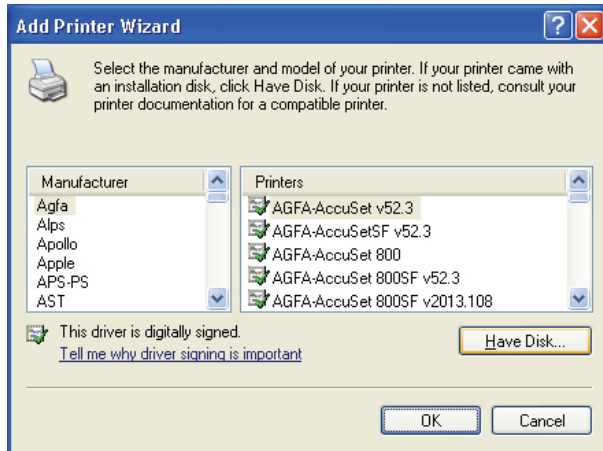 Add Printer Wizard
Select the manufacturer and model of your printer. If your printer came with
an installation disk, click Have Disk. If your printer is not listed, consult your
printer documentation for a compatible printer.
Manufacturer
Agfa
Alps
Apollo
Apple
APS-PS
AST
Printers
AGFA-AccuSet v52.3
AGFA-AccuSetSF v52.3
AGFA-AccuSet 800
AGFA-AccuSet 800SF v52.3
AGFA-AccuSet 800SF v2013.108
This driver is digitally signed.
Tell me why driver signing is important
Have Disk...
OK
Cancel